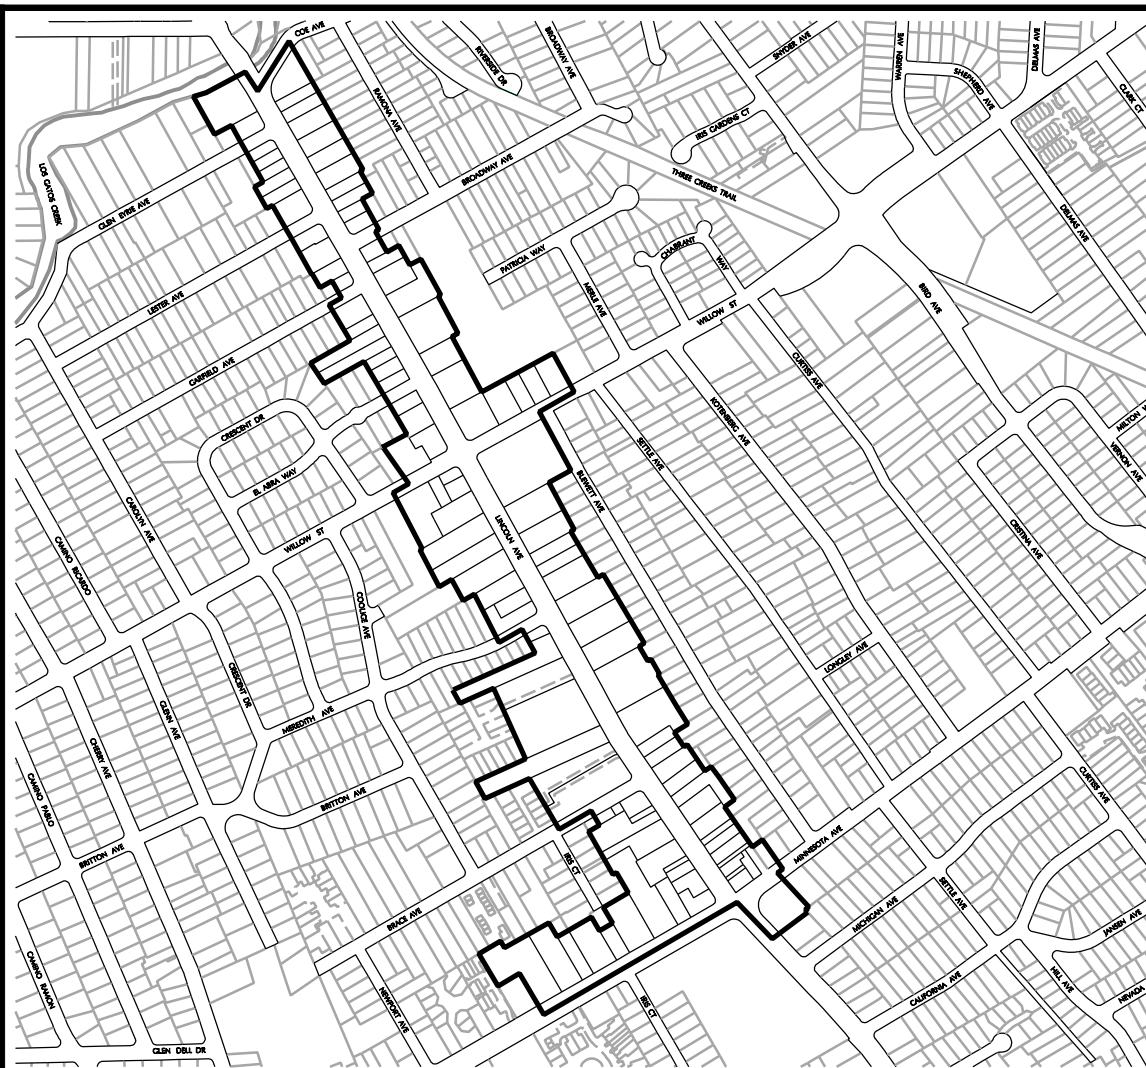 COE AVE
RIVERSIDE DR
BROADWAY AVE
SNYDER AVE
WARREN AVE
DELMAS AVE
SHEPHERD AVE
CLARK CT
RAMONA AVE
IRIS GARDENS CT
BROADWAY AVE
THREE CREEKS TRAIL
LOS GATOS CREEK
GLEN EYRIE AVE
DELMAS AVE
PATRICIA WAY
CHABRANT
WAY
LESTER AVE
MERLE AVE
WILLOW ST
BIRD AVE
GARFIELD AVE
CURTISS AVE
CRESCENT DR
KOTENBERG AVE
MILTON
SETTLE AVE
VERNON AVE
EL ABRA WAY
BLEWETT AVE
CAROLYN AVE
LINCOLN AVE
CRISTINA AVE
WILLOW ST
CAMINO RICARDO
COOLIDGE AVE
LONGLEY AVE
CRESCENT DR
GLENN AVE
MEREDITH AVE
CHERRY AVE
CAMINO PABLO
BRITTON AVE
CURTISS AVE
BRITTON AVE
MINNESOTA AVE
IRIS CT
SETTLE AVE
BRACE AVE
MICHIGAN AVE
JANSEN AVE
CAMINO RAMON
CALIFORNIA AVE
HILL AVE
NEWPORT AVE
IRIS CT
NEVADA
GLEN DELL DR